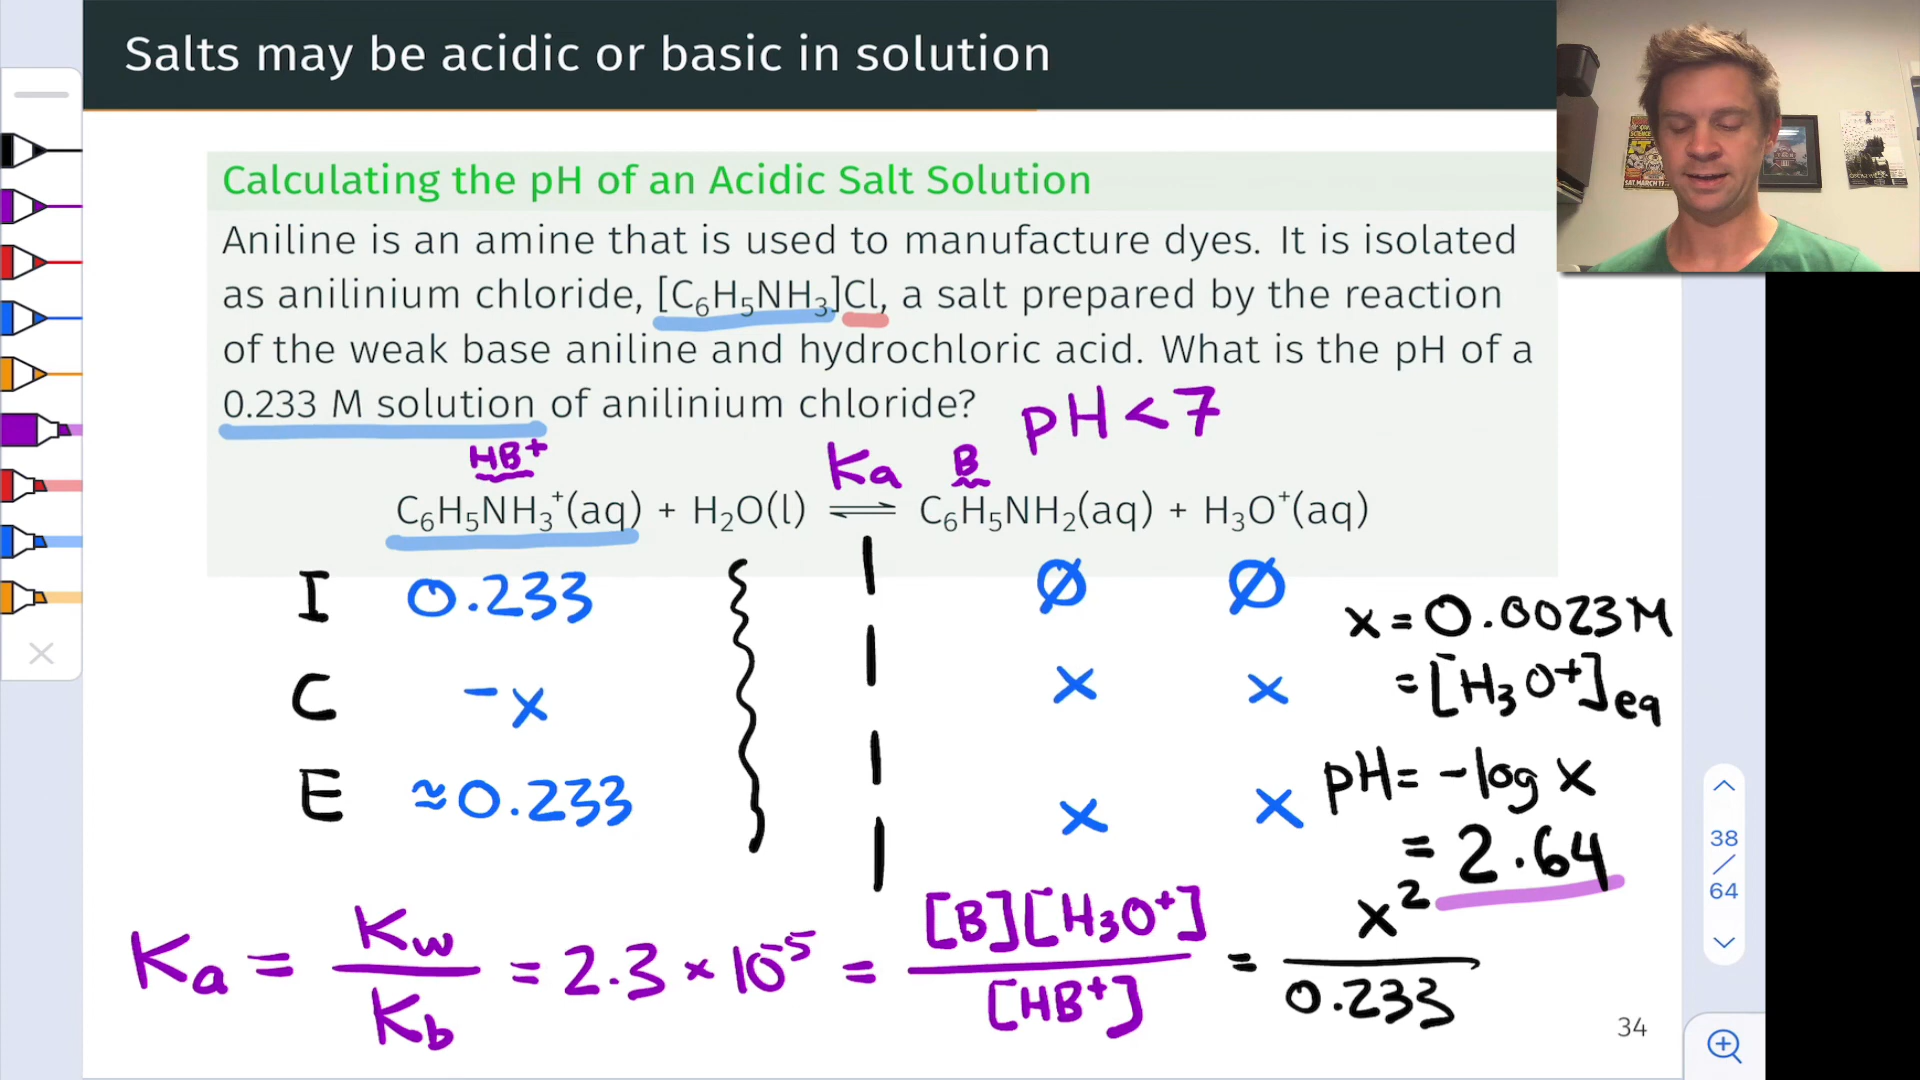 Salts may be acidic or basic in solution
Calculating the pH of an Acidic Salt Solution
Aniline is an amine that is used to manufacture dyes. It is isolated
as anilinium chloride, [C₆H₅NH₃]Cl, a salt prepared by the reaction
of the weak base aniline and hydrochloric acid. What is the pH of a
0.233 M solution of anilinium chloride?
pH < 7
HB⁺ Ka B
C₆H₅NH₃⁺(aq) + H₂O(l) ⇌ C₆H₅NH₂(aq) + H₃O⁺(aq)
I 0.233 Ø Ø
C -x x x
E ≈0.233 x x
x = 0.0023 M
= [H₃O⁺]eq
pH = -log x
= 2.64
Ka = Kw/Kb = 2.3 × 10⁻⁵ = [B][H₃O⁺]/[HB⁺] = x²/0.233
34
38
/
64
SCIENCE
SAT. MARCH 17